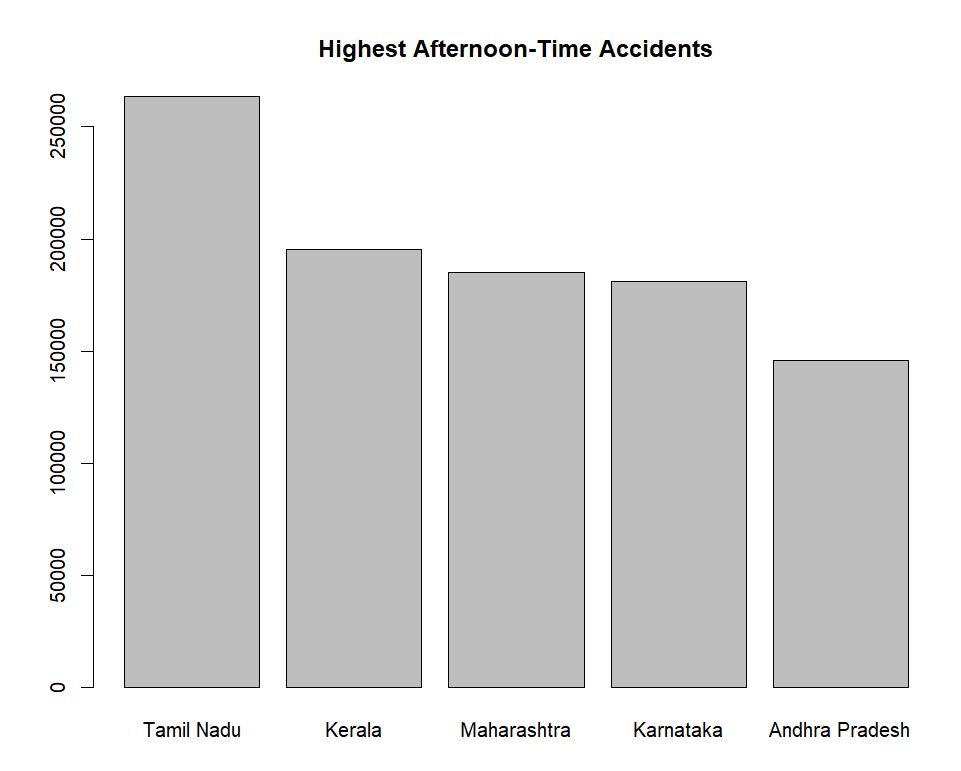 Highest Afternoon-Time Accidents
250000
200000
150000
100000
50000
0
Tamil Nadu
Kerala
Maharashtra
Karnataka
Andhra Pradesh